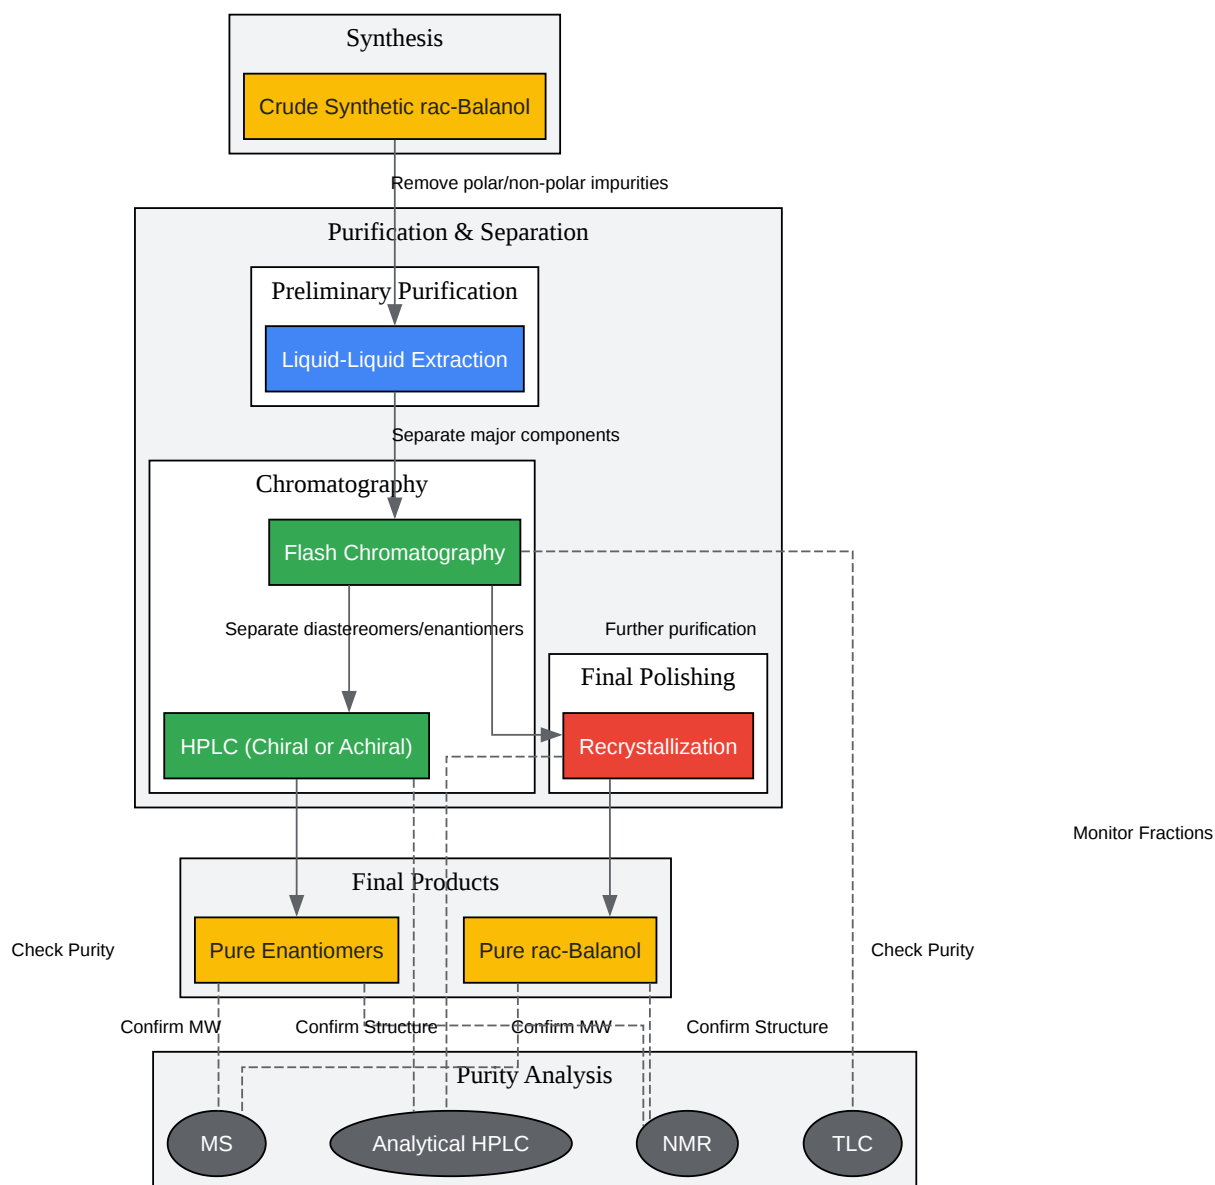 Synthesis
Crude Synthetic rac-Balanol
Remove polar/non-polar impurities
Purification & Separation
Preliminary Purification
Liquid-Liquid Extraction
Separate major components
Chromatography
Flash Chromatography
Separate diastereomers/enantiomers
Further purification
Final Polishing
HPLC (Chiral or Achiral)
Recrystallization
Monitor Fractions
Final Products
Pure Enantiomers
Pure rac-Balanol
Check Purity
Check Purity
Confirm MW
Confirm Structure
Confirm MW
Confirm Structure
Purity Analysis
MS
Analytical HPLC
NMR
TLC